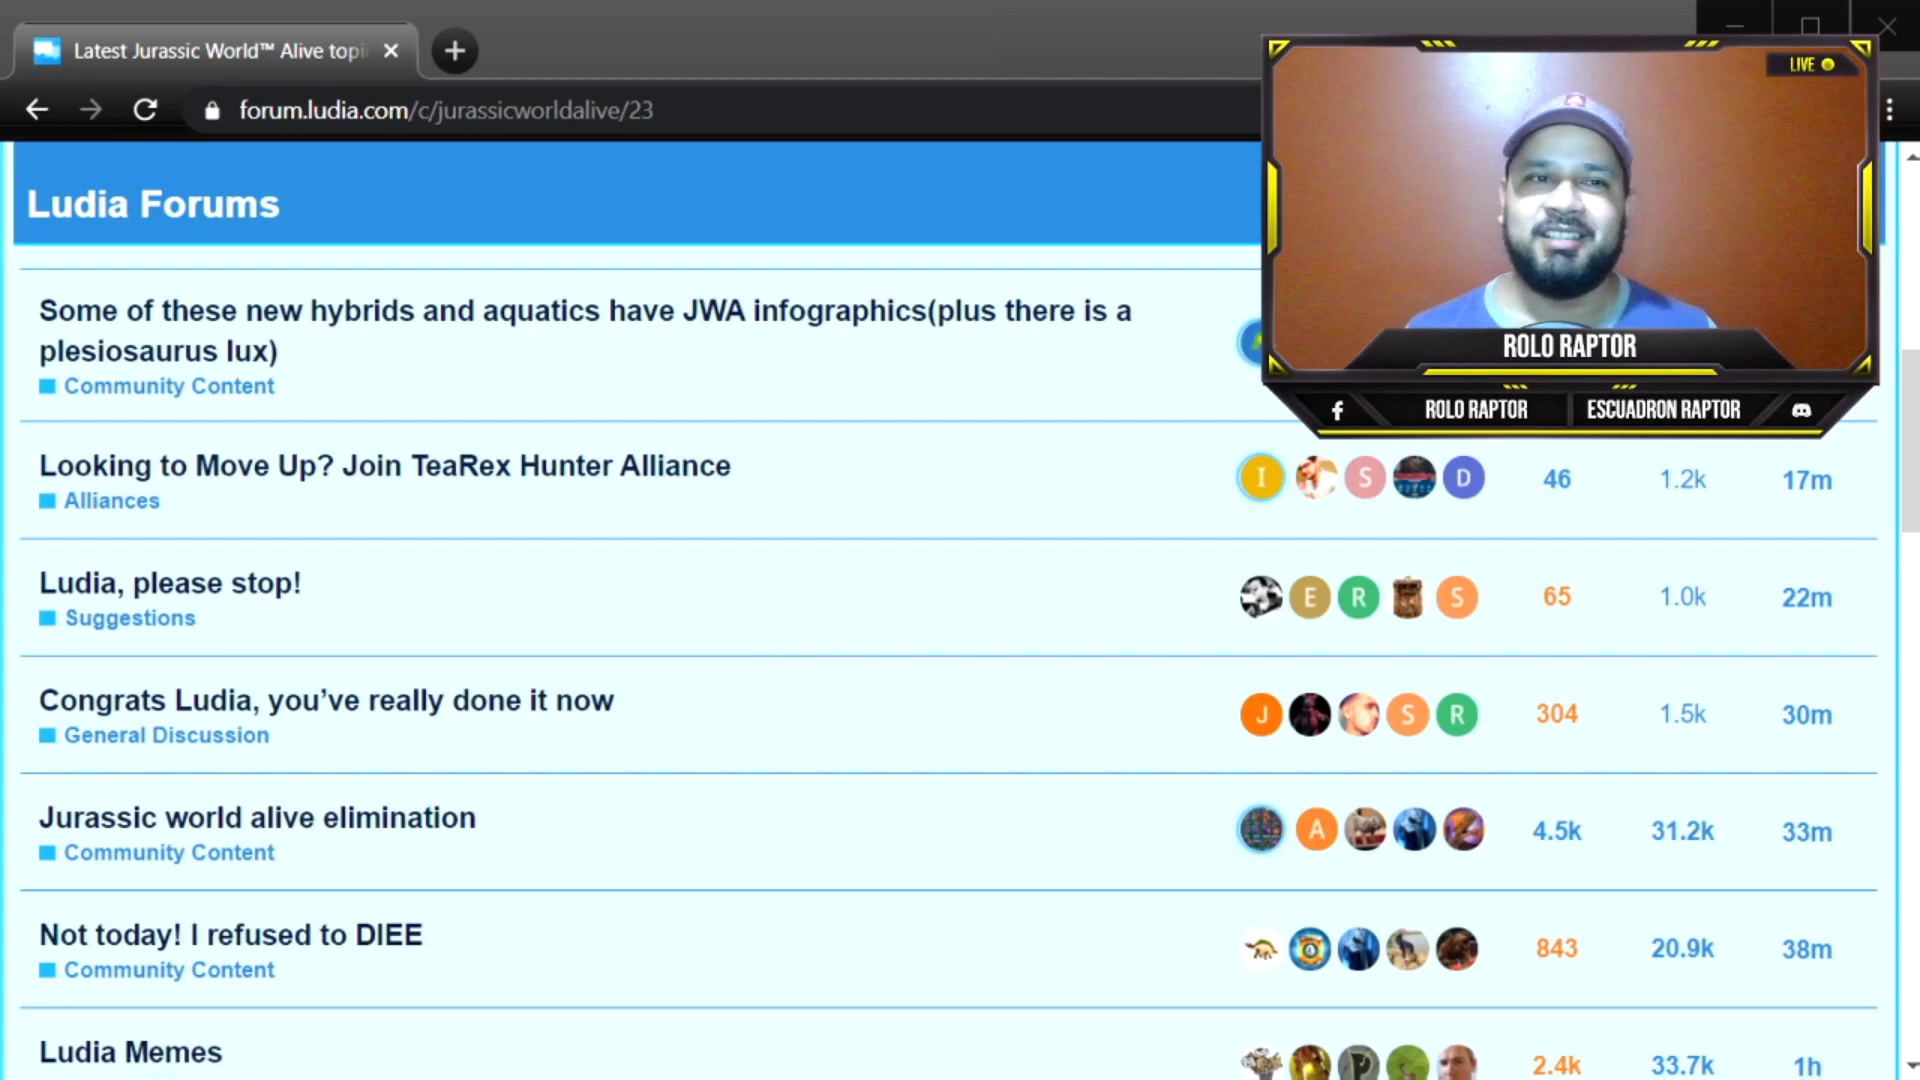 Latest Jurassic World™ Alive topi
forum.ludia.com/c/jurassicworldalive/23
LIVE
Ludia Forums
Some of these new hybrids and aquatics have JWA infographics(plus there is a
plesiosaurus lux)
Community Content
ROLO RAPTOR
ROLO RAPTOR ESCUADRON RAPTOR
Looking to Move Up? Join TeaRex Hunter Alliance
Alliances
I S D 46 1.2k 17m
Ludia, please stop!
Suggestions
E R S 65 1.0k 22m
Congrats Ludia, you’ve really done it now
General Discussion
J S R 304 1.5k 30m
Jurassic world alive elimination
Community Content
A 4.5k 31.2k 33m
Not today! I refused to DIEE
Community Content
843 20.9k 38m
Ludia Memes
P 2.4k 33.7k 1h